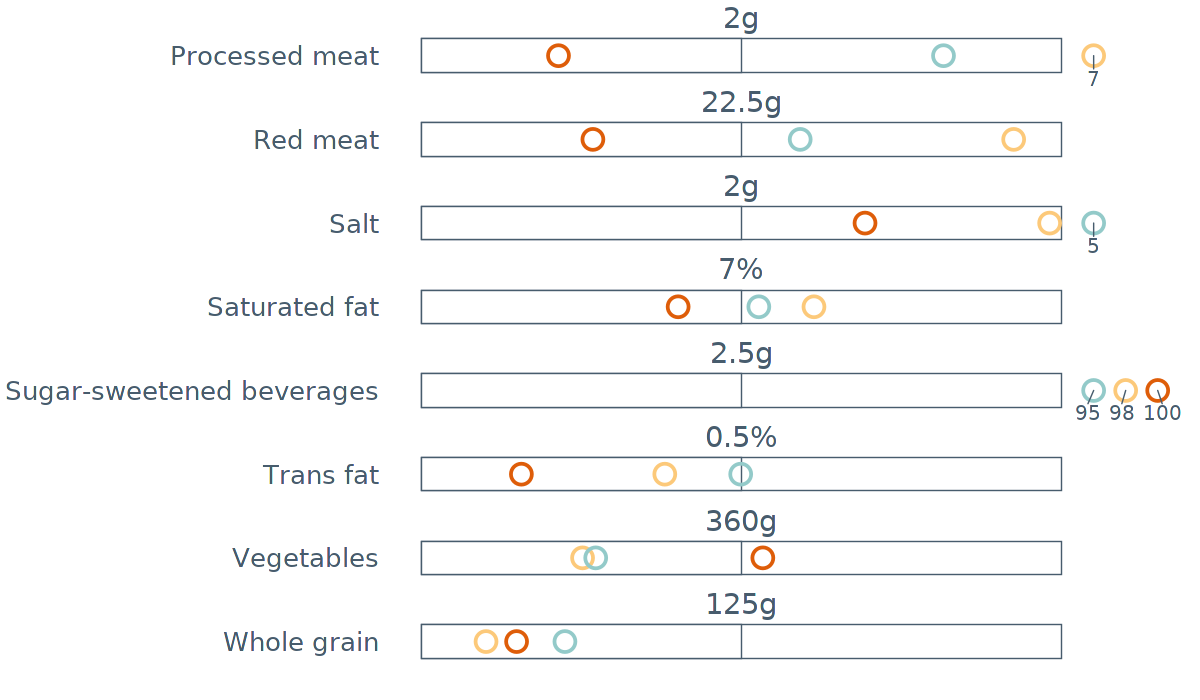 2g
Processed meat
7
22.5g
Red meat
2g
Salt
5
7%
Saturated fat
2.5g
Sugar-sweetened beverages
95 98 100
0.5%
Trans fat
360g
Vegetables
125g
Whole grain